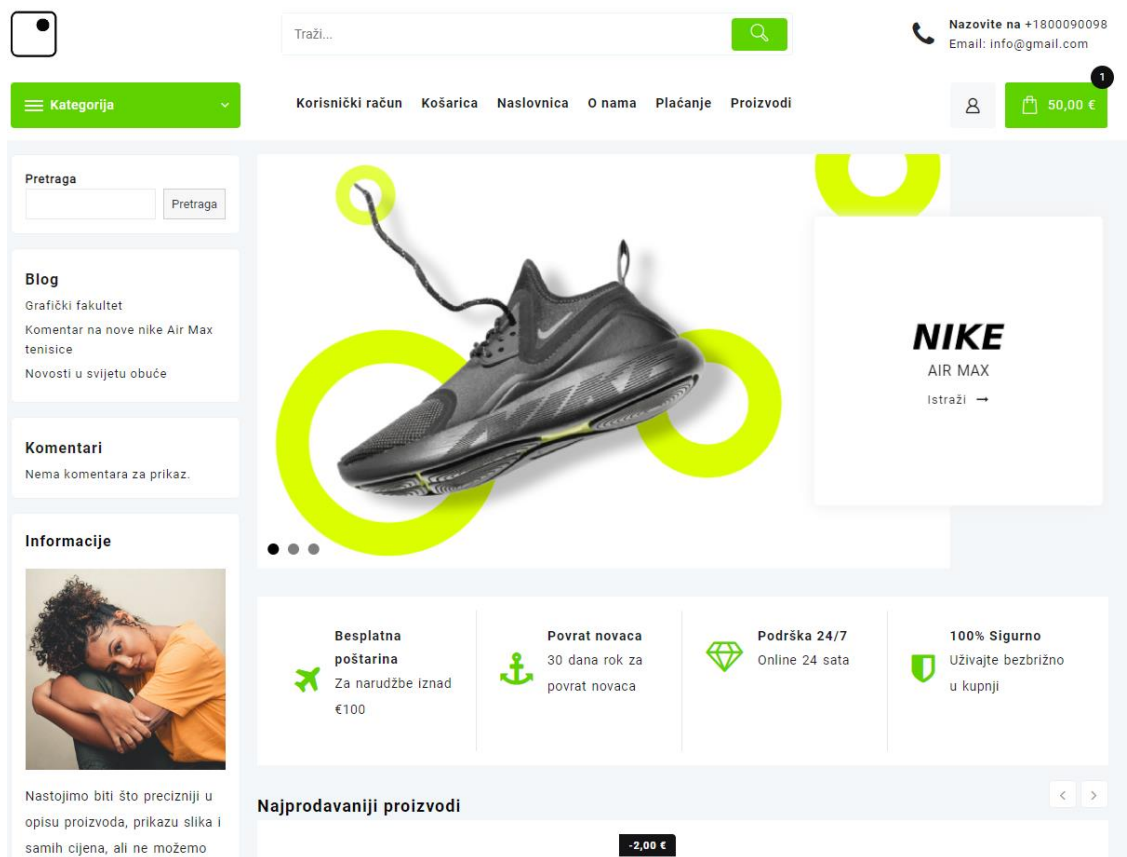 Traži...
Nazovite na +1800090098
Email: info@gmail.com
Kategorija
Korisnički račun Košarica Naslovnica O nama Plaćanje Proizvodi
1
50,00 €
Pretraga
Pretraga
Blog
Grafički fakultet
Komentar na nove nike Air Max
tenisice
Novosti u svijetu obuće
Komentari
Nema komentara za prikaz.
Informacije
Nastojimo biti što precizniji u
opisu proizvoda, prikazu slika i
samih cijena, ali ne možemo
NIKE
AIR MAX
Istraži →
Besplatna
poštarina
Za narudžbe iznad
€100
Povrat novaca
30 dana rok za
povrat novaca
Podrška 24/7
Online 24 sata
100% Sigurno
Uživajte bezbrižno
u kupnji
Najprodavaniji proizvodi
-2,00 €